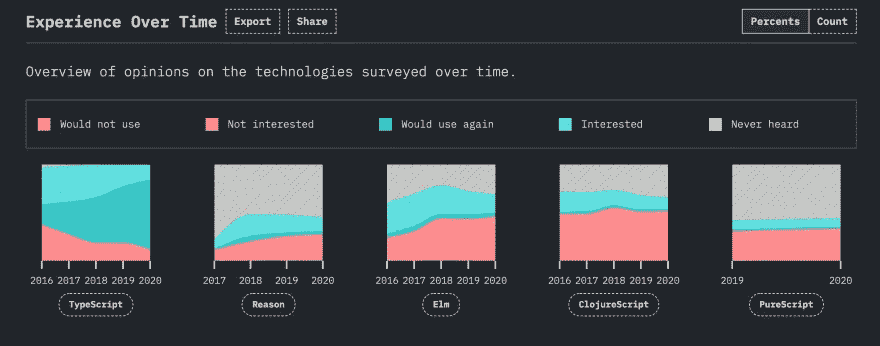 Experience Over Time Export Share Percents Count
Overview of opinions on the technologies surveyed over time.
Would not use Not interested Would use again Interested Never heard
2016 2017 2018 2019 2020 2017 2018 2019 2020 2016 2017 2018 2019 2020 2016 2017 2018 2019 2020 2019 2020
TypeScript Reason Elm ClojureScript PureScript